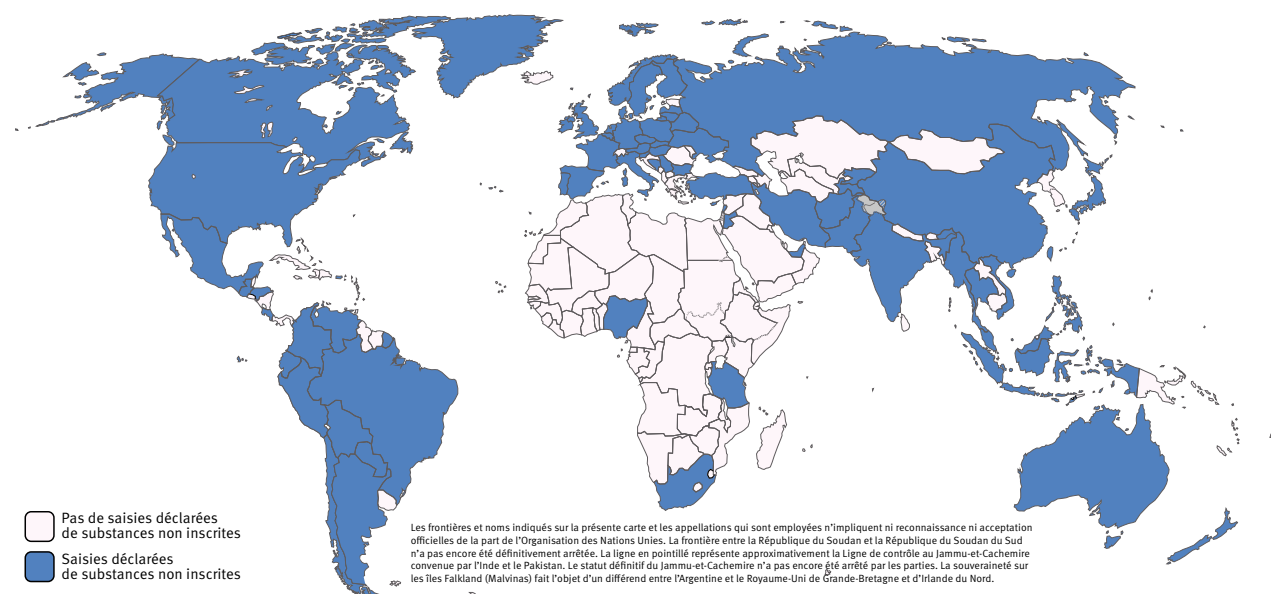 Pas de saisies déclarées
de substances non inscrites
Saisies déclarées
de substances non inscrites
Les frontières et noms indiqués sur la présente carte et les appellations qui sont employées n'impliquent ni reconnaissance ni acceptation
officielles de la part de l'Organisation des Nations Unies. La frontière entre la République du Soudan et la République du Soudan du Sud
n'a pas encore été définitivement arrêtée. La ligne en pointillé représente approximativement la Ligne de contrôle au Jammu-et-Cachemire
convenue par l'Inde et le Pakistan. Le statut définitif du Jammu-et-Cachemire n'a pas encore été arrêté par les parties. La souveraineté sur
les îles Falkland (Malvinas) fait l'objet d'un différend entre l'Argentine et le Royaume-Uni de Grande-Bretagne et d'Irlande du Nord.